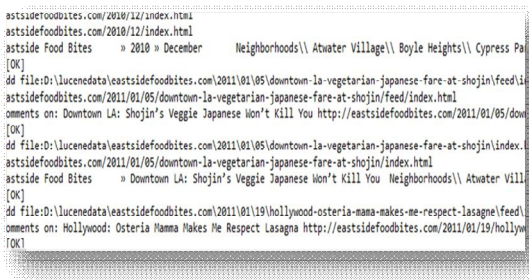 astsidefoodbites.com/2010/12/index.html
astsidefoodbites.com/2010/12/index.html
astside Food Bites » 2010 » December Neighborhoods\\ Atwater Village\\ Boyle Heights\\ Cypress Pa
[OK]
dd file:D:\lucenedata\eastsidefoodbites.com\2011\01\05\downtown-la-vegetarian-japanese-fare-at-shojin\feed\in
astsidefoodbites.com/2011/01/05/downtown-la-vegetarian-japanese-fare-at-shojin/feed/index.html
omments on: Downtown LA: Shojin’s Veggie Japanese Won’t Kill You http://eastsidefoodbites.com/2011/01/05/dow
[OK]
dd file:D:\lucenedata\eastsidefoodbites.com\2011\01\05\downtown-la-vegetarian-japanese-fare-at-shojin\index.
astsidefoodbites.com/2011/01/05/downtown-la-vegetarian-japanese-fare-at-shojin/index.html
astside Food Bites » Downtown LA: Shojin’s Veggie Japanese Won’t Kill You Neighborhoods\\ Atwater Vill
[OK]
dd file:D:\lucenedata\eastsidefoodbites.com\2011\01\19\hollywood-osteria-mama-makes-me-respect-lasagne\feed\
omments on: Hollywood: Osteria Mamma Makes Me Respect Lasagna http://eastsidefoodbites.com/2011/01/19/hollyw
[OK]